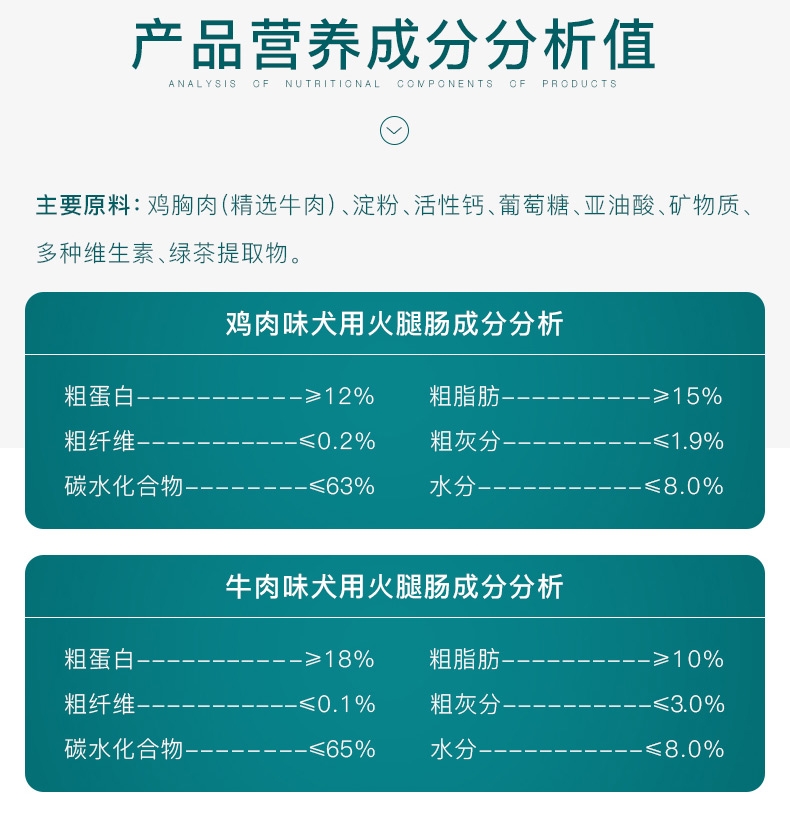 产品营养成分分析值
ANALYSIS OF NUTRITIONAL COMPONENTS OF PRODUCTS
主要原料：鸡胸肉（精选牛肉）、淀粉、活性钙、葡萄糖、亚油酸、矿物质、
多种维生素、绿茶提取物。
鸡肉味犬用火腿肠成分分析
粗蛋白-----------≥12% 粗脂肪----------≥15%
粗纤维-----------≤0.2% 粗灰分----------≤1.9%
碳水化合物--------≤63% 水分-----------≤8.0%
牛肉味犬用火腿肠成分分析
粗蛋白-----------≥18% 粗脂肪----------≥10%
粗纤维-----------≤0.1% 粗灰分----------≤3.0%
碳水化合物--------≤65% 水分-----------≤8.0%